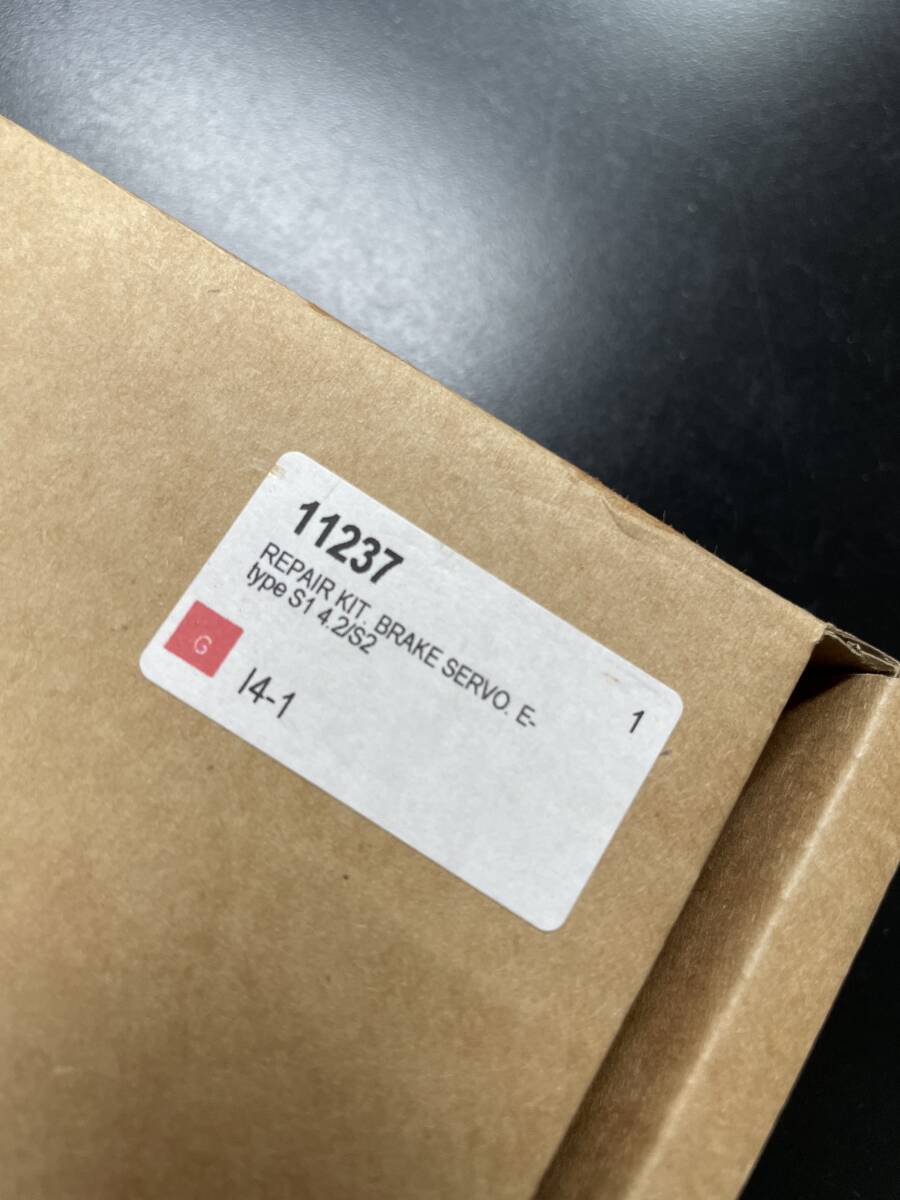 11237
REPAIR KIT. BRAKE SERVO. E-
type S1 4.2/S2
G
I4-1
1